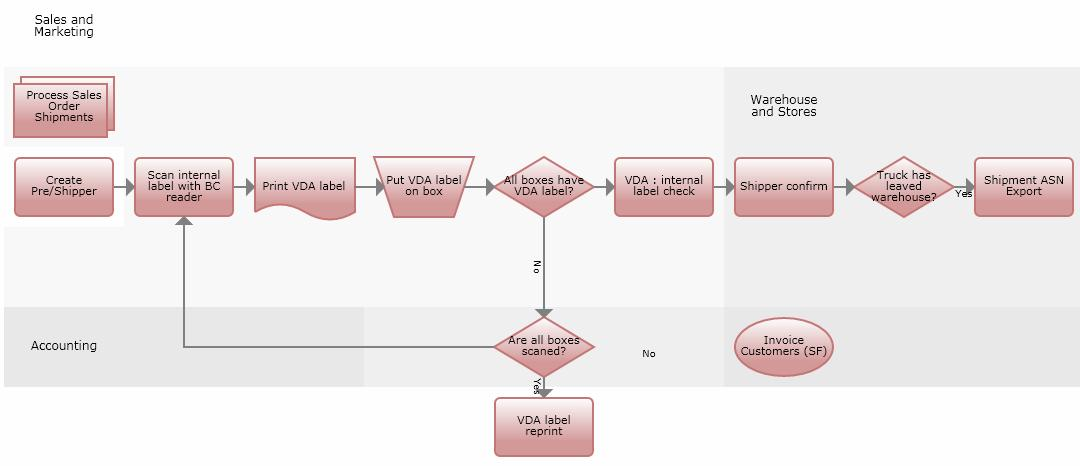 Sales and
Marketing
Process Sales
Order
Shipments
Warehouse
and Stores
Create
Pre/Shipper
Scan internal
label with BC
reader
Print VDA label
Put VDA label
on box
All boxes have
VDA label?
VDA : internal
label check
Shipper confirm
Truck has
leaved
warehouse?
Yes
Shipment ASN
Export
No
Accounting
Are all boxes
scaned?
No
Invoice
Customers (SF)
Yes
VDA label
reprint